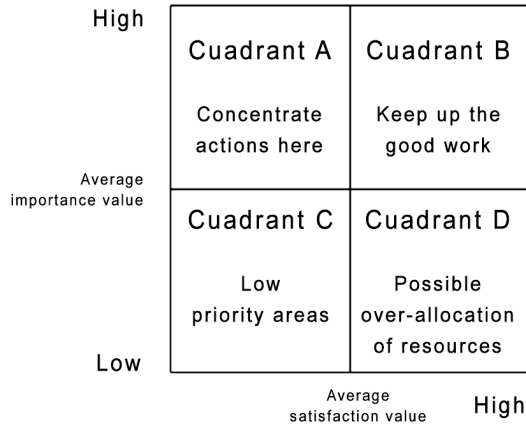 High
Cuadrant A
Cuadrant B
Concentrate
actions here
Keep up the
good work
Average
importance value
Cuadrant C
Cuadrant D
Low
priority areas
Possible
over-allocation
of resources
Low
Average
satisfaction value
High